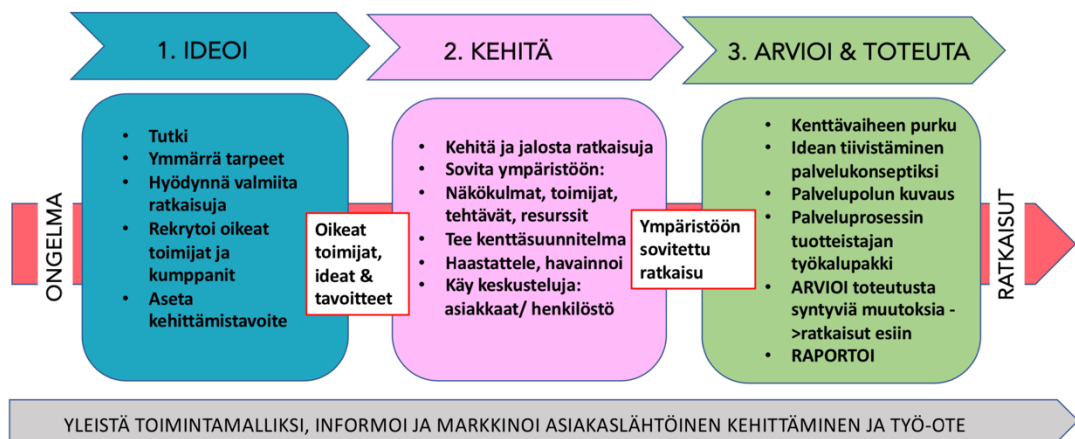 1. IDEOI
2. KEHITÄ
3. ARVIOI & TOTEUTA
ONGELMA
• Tutki
• Ymmärrä tarpeet
• Hyödynnä valmiita
ratkaisuja
• Rekrytoi oikeat
toimijat ja
kumppanit
• Aseta
kehittämistavoite
Oikeat
toimijat,
ideat &
tavoitteet
• Kehitä ja jalosta ratkaisuja
• Sovita ympäristöön:
• Näkökulmat, toimijat,
tehtävät, resurssit
• Tee kenttäsuunnitelma
• Haastattele, havainnoi
• Käy keskusteluja:
asiakkaat/ henkilöstö
Ympäristöön
sovitettu
ratkaisu
• Kenttävaiheen purku
• Idean tiivistäminen
palvelukonseptiksi
• Palvelupolun kuvaus
• Palveluprosessin
tuotteistajan
työkalupakki
• ARVIOI toteutusta
syntyviä muutoksia -
>ratkaisut esiin
• RAPORTOI
RATKAISUT
YLEISTÄ TOIMINTAMALLIKSI, INFORMOI JA MARKKINOI ASIAKASLÄHTÖINEN KEHITTÄMINEN JA TYÖ-OTE